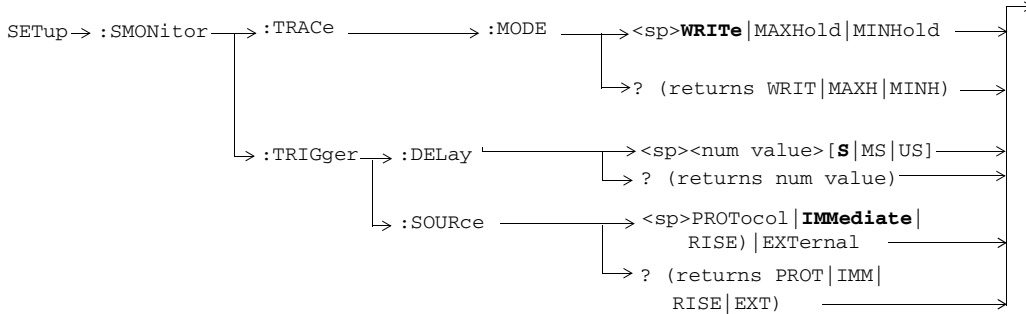 SETup :SMONitor :TRACe :MODE <sp>WRITe|MAXHold|MINHold
? (returns WRIT|MAXH|MINH)
:TRIGger :DELay <sp><num value>[S|MS|US]
? (returns num value)
:SOURce <sp>PROTocol|IMMediate|
RISE)|EXTernal
? (returns PROT|IMM|
RISE|EXT)